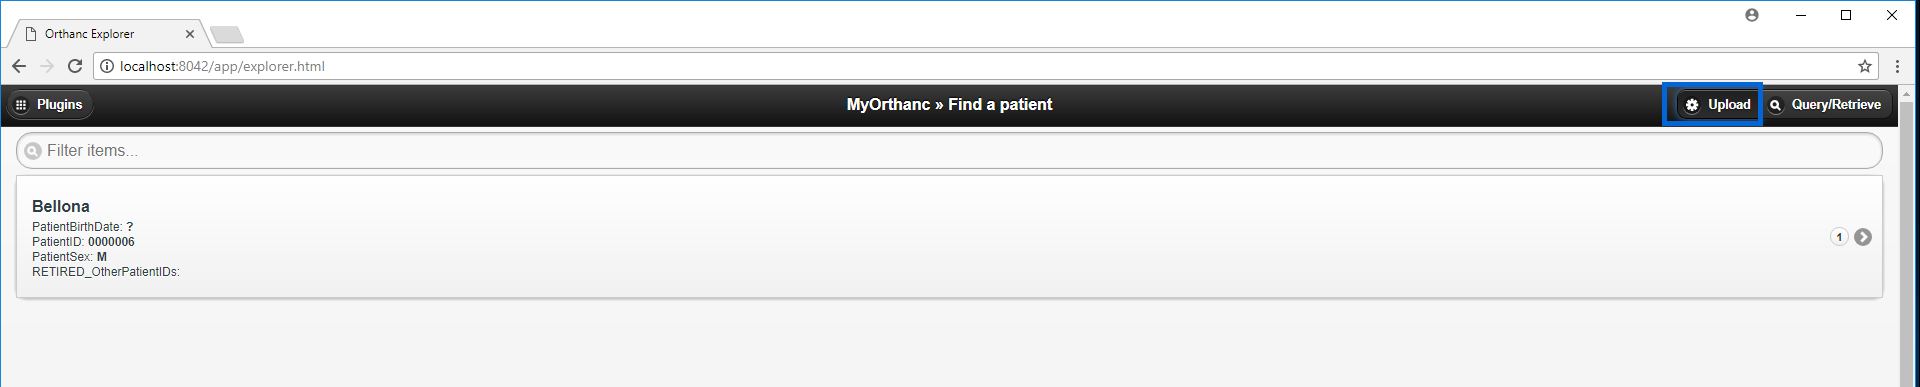 Orthanc Explorer
localhost:8042/app/explorer.html
Plugins
MyOrthanc » Find a patient
Upload
Query/Retrieve
Filter items...
Bellona
PatientBirthDate: ?
PatientID: 0000006
PatientSex: M
RETIRED_OtherPatientIDs:
1